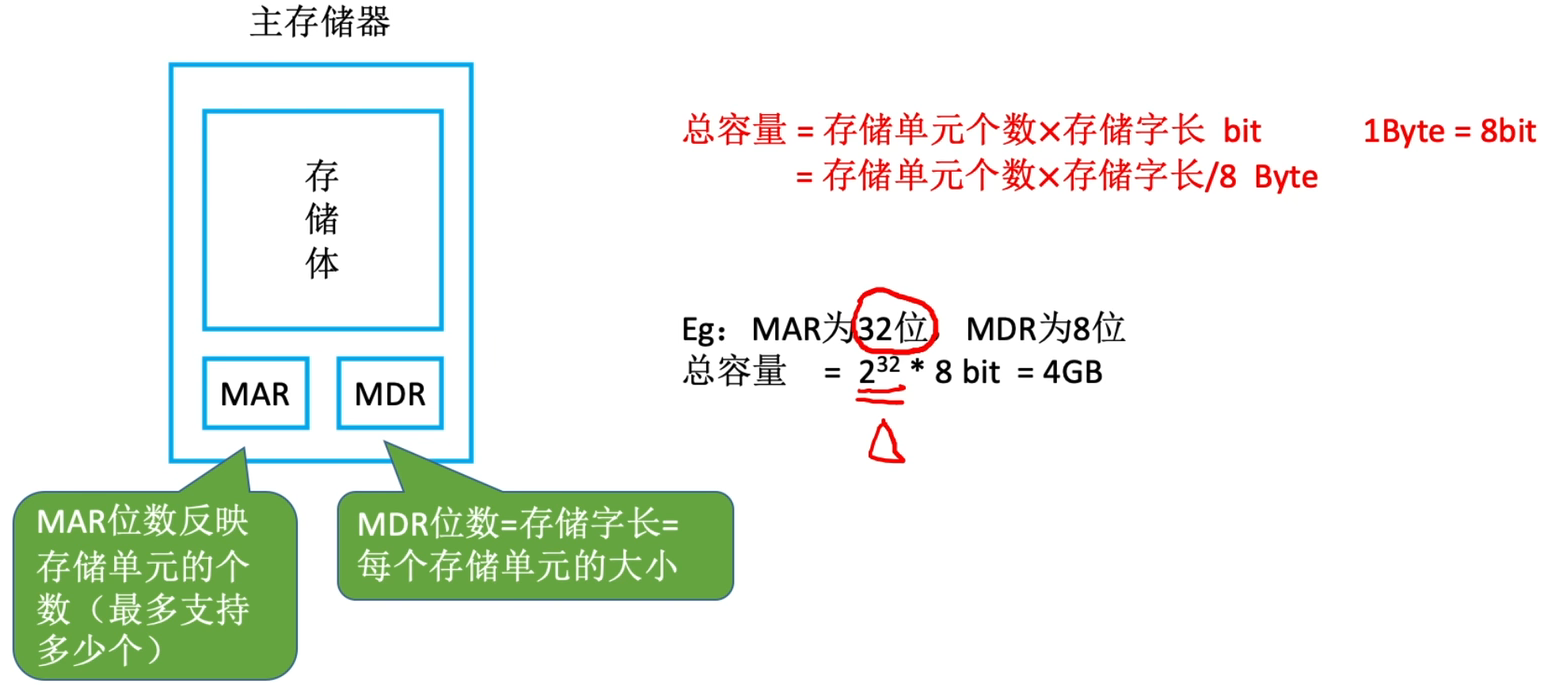 主存储器
存
储
体
MAR
MDR
MAR位数反映
存储单元的个
数（最多支持
多少个）
MDR位数=存储字长=
每个存储单元的大小
总容量 = 存储单元个数×存储字长 bit 1Byte = 8bit
= 存储单元个数×存储字长/8 Byte
Eg：MAR为32位，MDR为8位
总容量 = 2³² * 8 bit = 4GB